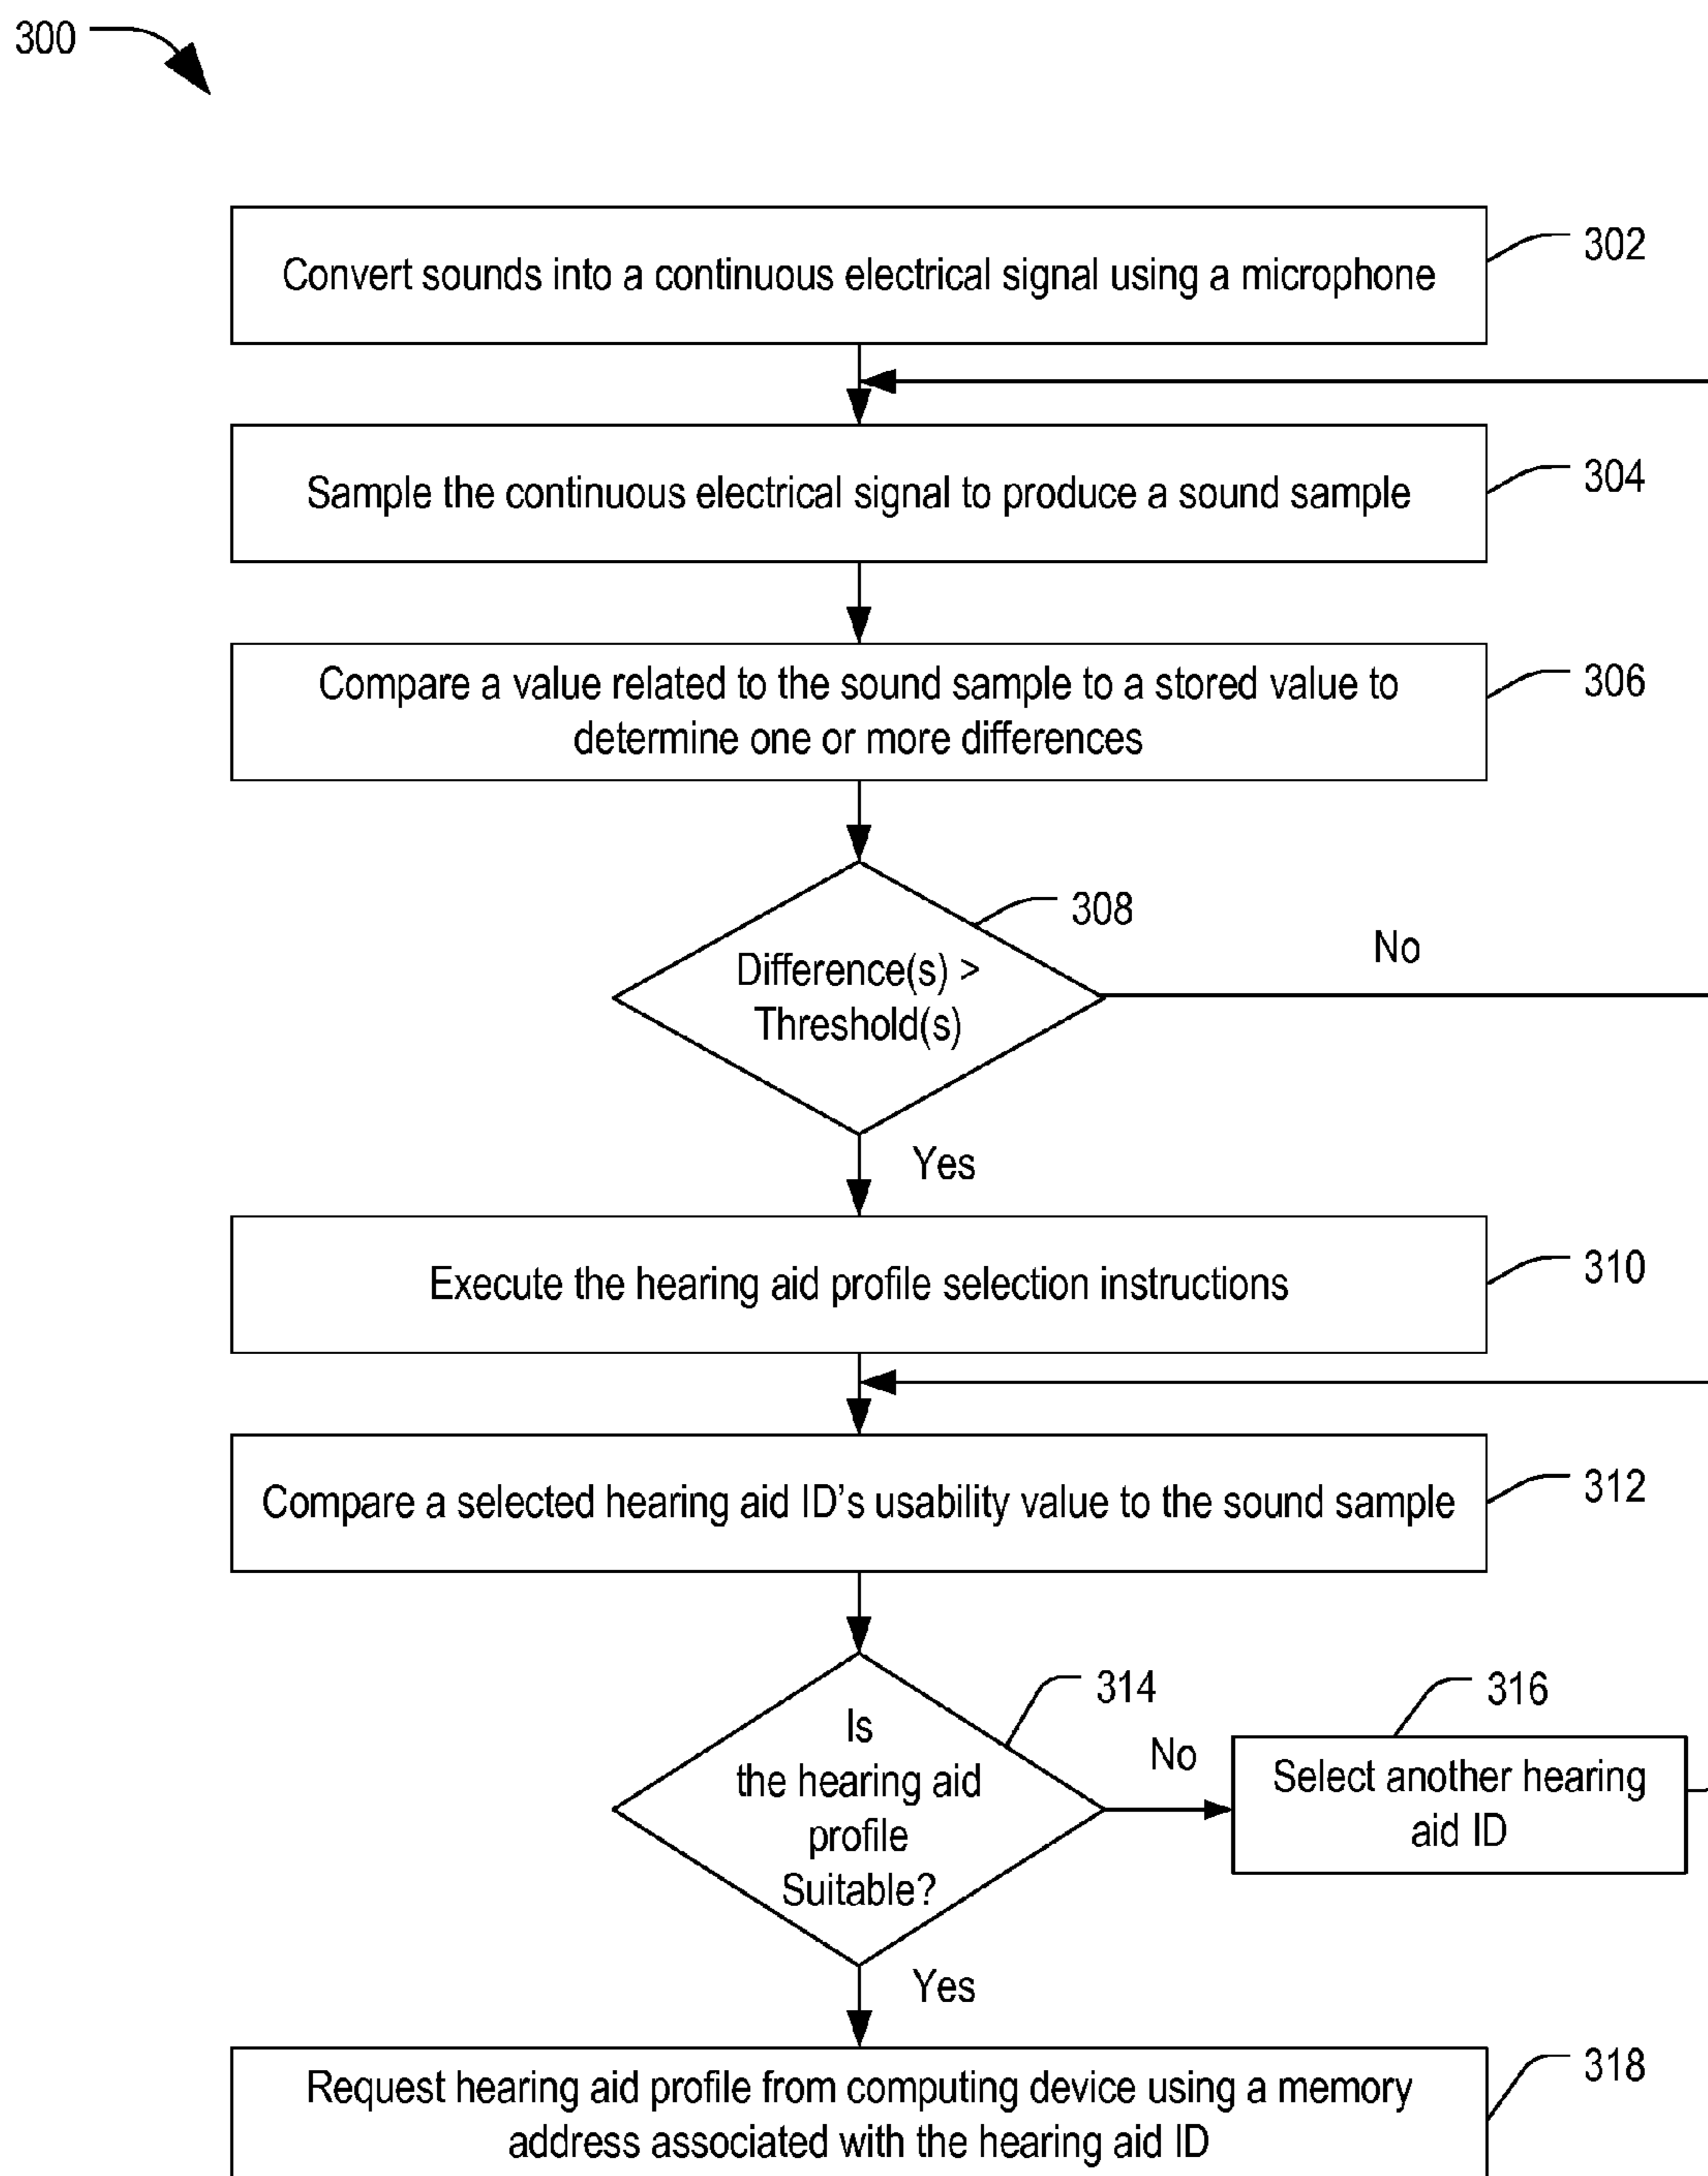 300
Convert sounds into a continuous electrical signal using a microphone
302
Sample the continuous electrical signal to produce a sound sample
304
Compare a value related to the sound sample to a stored value to
determine one or more differences
306
308
Difference(s) >
Threshold(s)
No
Yes
Execute the hearing aid profile selection instructions
310
Compare a selected hearing aid ID's usability value to the sound sample
312
314
Is
the hearing aid
profile
Suitable?
No
316
Select another hearing
aid ID
Yes
Request hearing aid profile from computing device using a memory
address associated with the hearing aid ID
318